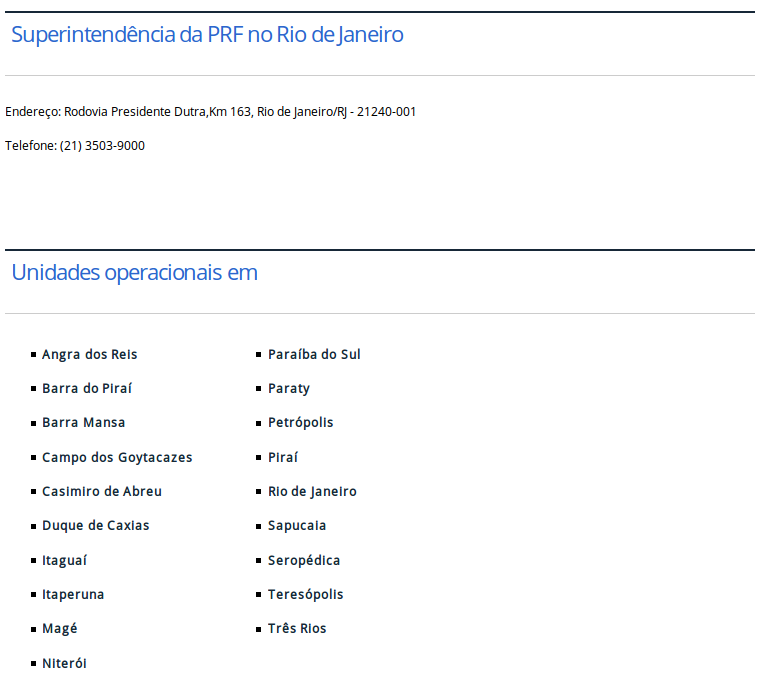 Superintendência da PRF no Rio de Janeiro
Endereço: Rodovia Presidente Dutra,Km 163, Rio de Janeiro/RJ - 21240-001
Telefone: (21) 3503-9000
Unidades operacionais em
Angra dos Reis
Barra do Piraí
Barra Mansa
Campo dos Goytacazes
Casimiro de Abreu
Duque de Caxias
Itaguaí
Itaperuna
Magé
Niterói
Paraíba do Sul
Paraty
Petrópolis
Piraí
Rio de Janeiro
Sapucaia
Seropédica
Teresópolis
Três Rios